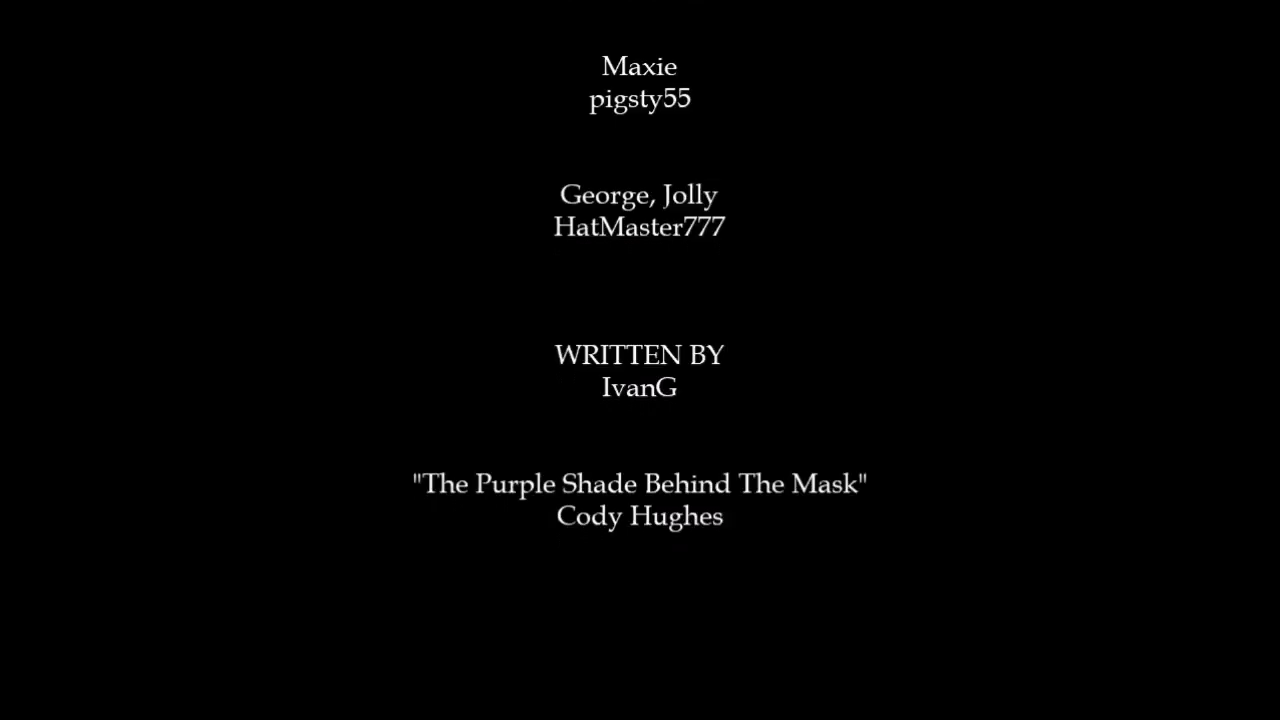 Maxie
pigsty55
George, Jolly
HatMaster777
WRITTEN BY
IvanG
"The Purple Shade Behind The Mask"
Cody Hughes